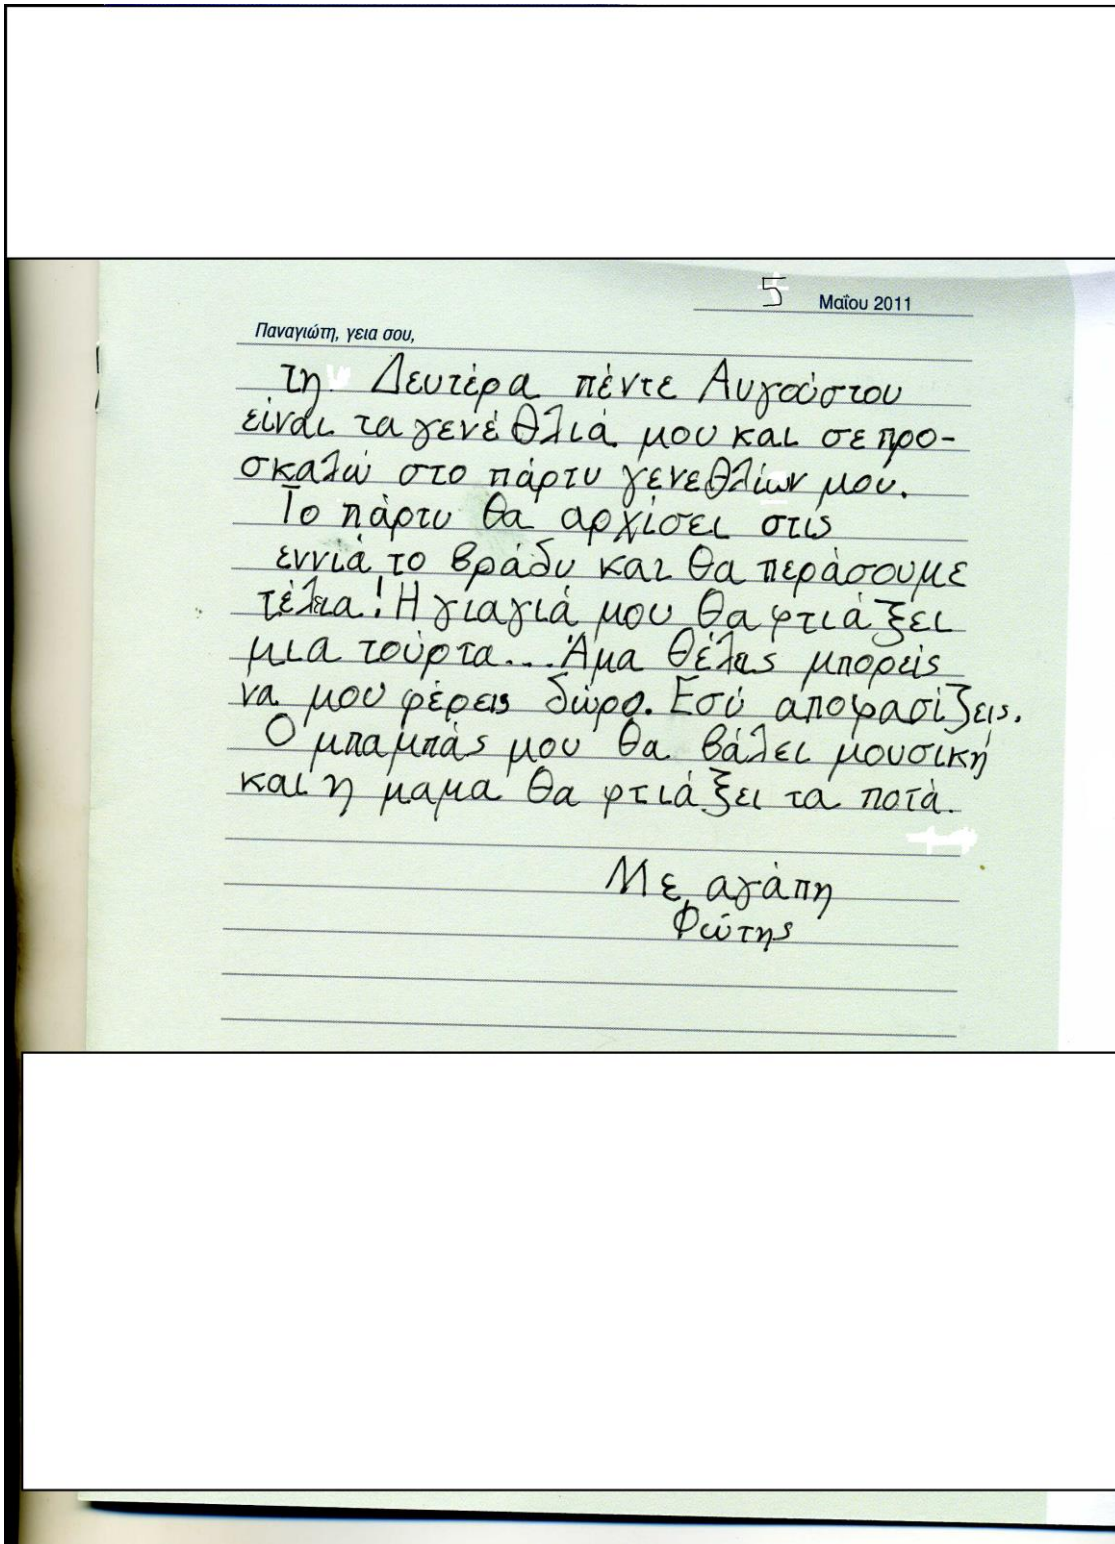 5 Μαΐου 2011
Παναγιώτη, γεια σου,
τη Δευτέρα πέντε Αυγούστου
είναι τα γενέθλιά μου και σε προ-
σκαλώ στο πάρτυ γενεθλίων μου.
Το πάρτυ θα αρχίσει στις
εννιά το βράδυ και θα περάσουμε
τέλεια! Η γιαγιά μου θα φτιάξει
μια τούρτα... Άμα θέλεις μπορείς
να μου φέρεις δώρο. Εσύ αποφασίζεις.
Ο μπαμπάς μου θα βάλει μουσική
και η μαμα θα φτιάξει τα ποτά.
Με αγάπη
Φώτης